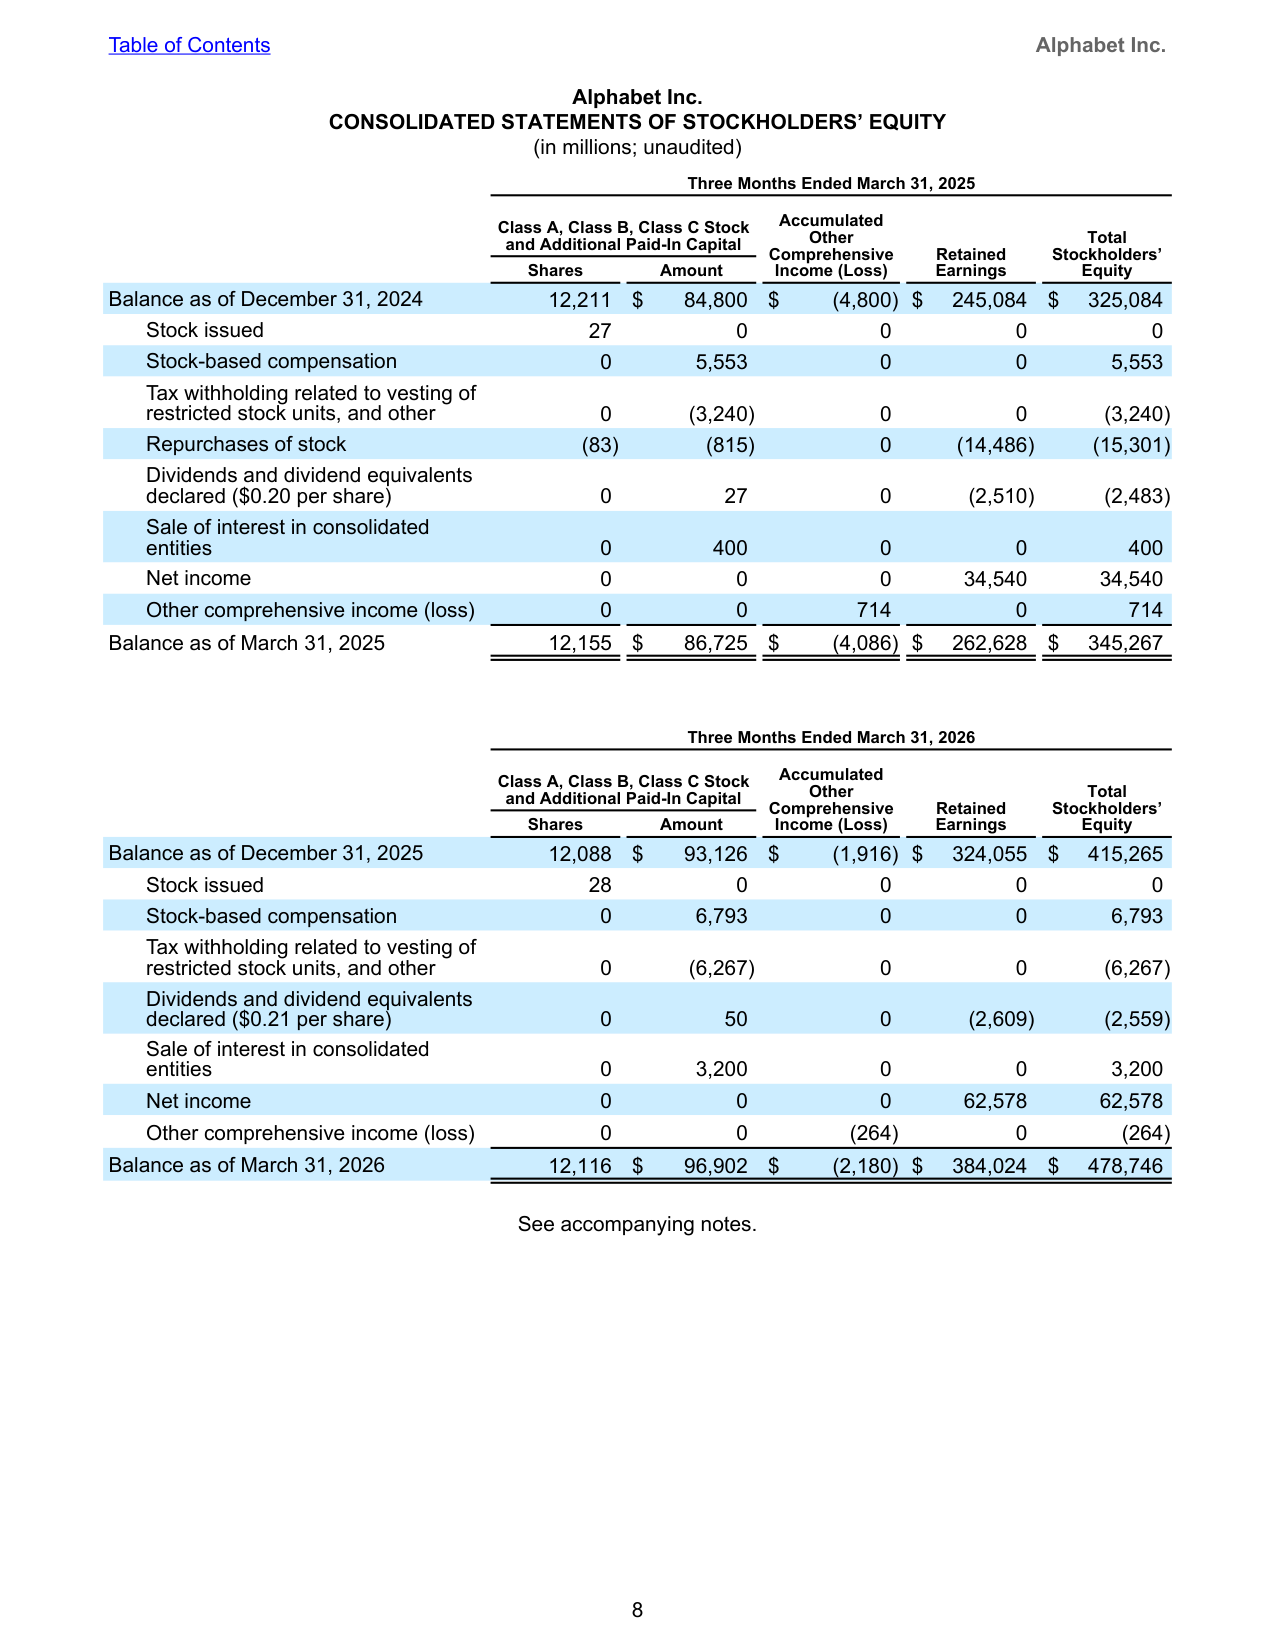 Table of Contents Alphabet Inc.
Alphabet Inc.
CONSOLIDATED STATEMENTS OF STOCKHOLDERS’ EQUITY
(in millions; unaudited)
Three Months Ended March 31, 2025
Class A, Class B, Class C Stock and Additional Paid-In Capital Accumulated Other Comprehensive Income (Loss) Retained Earnings Total Stockholders’ Equity
Shares Amount
Balance as of December 31, 2024 12,211 $ 84,800 $ (4,800) $ 245,084 $ 325,084
Stock issued 27 0 0 0 0
Stock-based compensation 0 5,553 0 0 5,553
Tax withholding related to vesting of
restricted stock units, and other 0 (3,240) 0 0 (3,240)
Repurchases of stock (83) (815) 0 (14,486) (15,301)
Dividends and dividend equivalents
declared ($0.20 per share) 0 27 0 (2,510) (2,483)
Sale of interest in consolidated
entities 0 400 0 0 400
Net income 0 0 0 34,540 34,540
Other comprehensive income (loss) 0 0 714 0 714
Balance as of March 31, 2025 12,155 $ 86,725 $ (4,086) $ 262,628 $ 345,267
Three Months Ended March 31, 2026
Class A, Class B, Class C Stock and Additional Paid-In Capital Accumulated Other Comprehensive Income (Loss) Retained Earnings Total Stockholders’ Equity
Shares Amount
Balance as of December 31, 2025 12,088 $ 93,126 $ (1,916) $ 324,055 $ 415,265
Stock issued 28 0 0 0 0
Stock-based compensation 0 6,793 0 0 6,793
Tax withholding related to vesting of
restricted stock units, and other 0 (6,267) 0 0 (6,267)
Dividends and dividend equivalents
declared ($0.21 per share) 0 50 0 (2,609) (2,559)
Sale of interest in consolidated
entities 0 3,200 0 0 3,200
Net income 0 0 0 62,578 62,578
Other comprehensive income (loss) 0 0 (264) 0 (264)
Balance as of March 31, 2026 12,116 $ 96,902 $ (2,180) $ 384,024 $ 478,746
See accompanying notes.
8